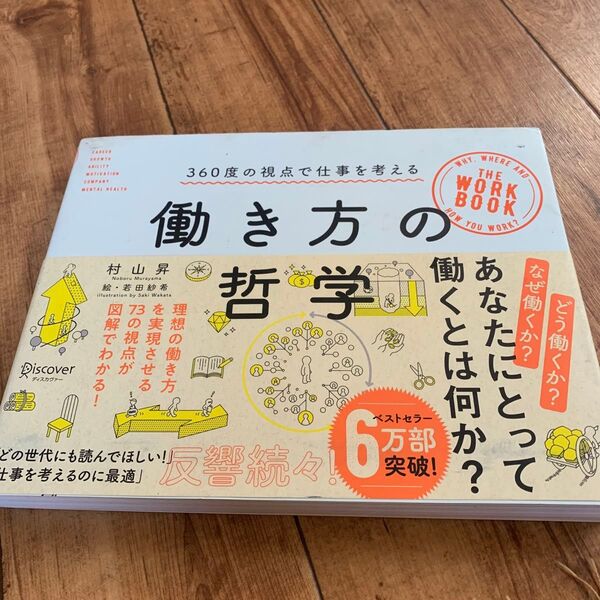 CAREER
GROWTH
ABILITY
MOTIVATION
COMPANY
MENTAL HEALTH
360度の視点で仕事を考える
WHY, WHERE AND
THE
WORK
BOOK
HOW YOU WORK?
働き方の
哲学
村山昇
Noboru Murayama
絵・若田紗希
illustration by Saki Wakata
理想の働き方
を実現させる
73の視点が
図解でわかる!
Discover
ディスカヴァー
どう働くか?
なぜ働くか?
あなたにとって
働くとは何か?
ベストセラー
6万部
突破!
どの世代にも読んでほしい!」
仕事を考えるのに最適」
反響続々!